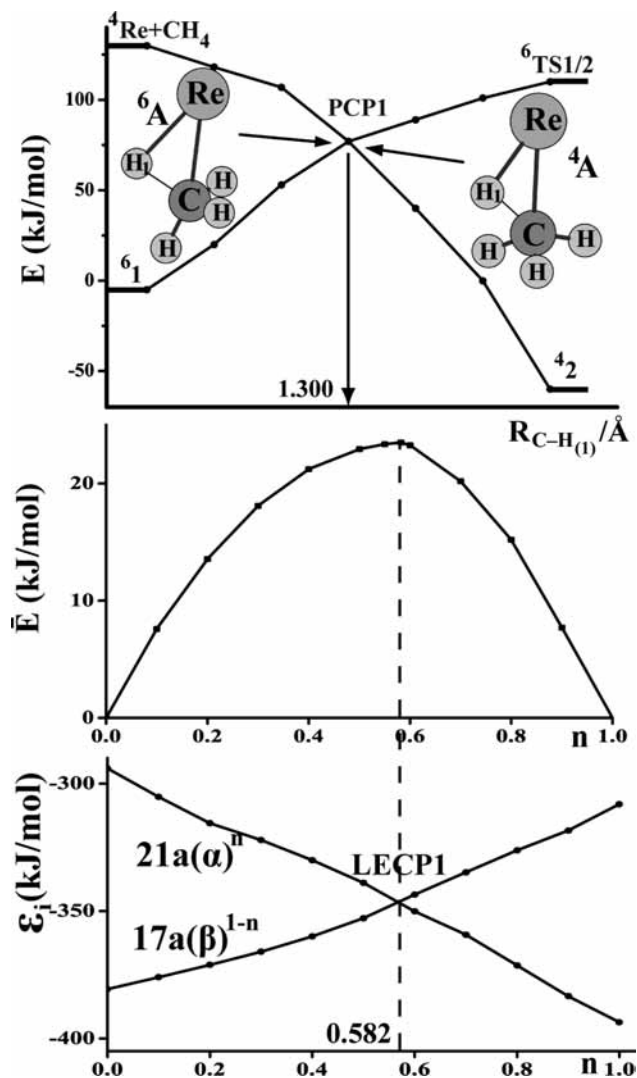 ⁴Re+CH₄
⁶TS1/2
PCP1
⁶A
Re
H₁
C
H
H
H
Re
⁴A
H₁
C
H
H
H
100
50
0
-50
E (kJ/mol)
⁶1
⁴2
1.300
R_C–H₍₁₎/Å
20
0
Ē (kJ/mol)
0.0 0.2 0.4 0.6 0.8 1.0
n
-300
-350
-400
ε_i(kJ/mol)
21a(α)ⁿ
LECP1
17a(β)¹⁻ⁿ
0.582
0.0 0.2 0.4 0.6 0.8 1.0
n